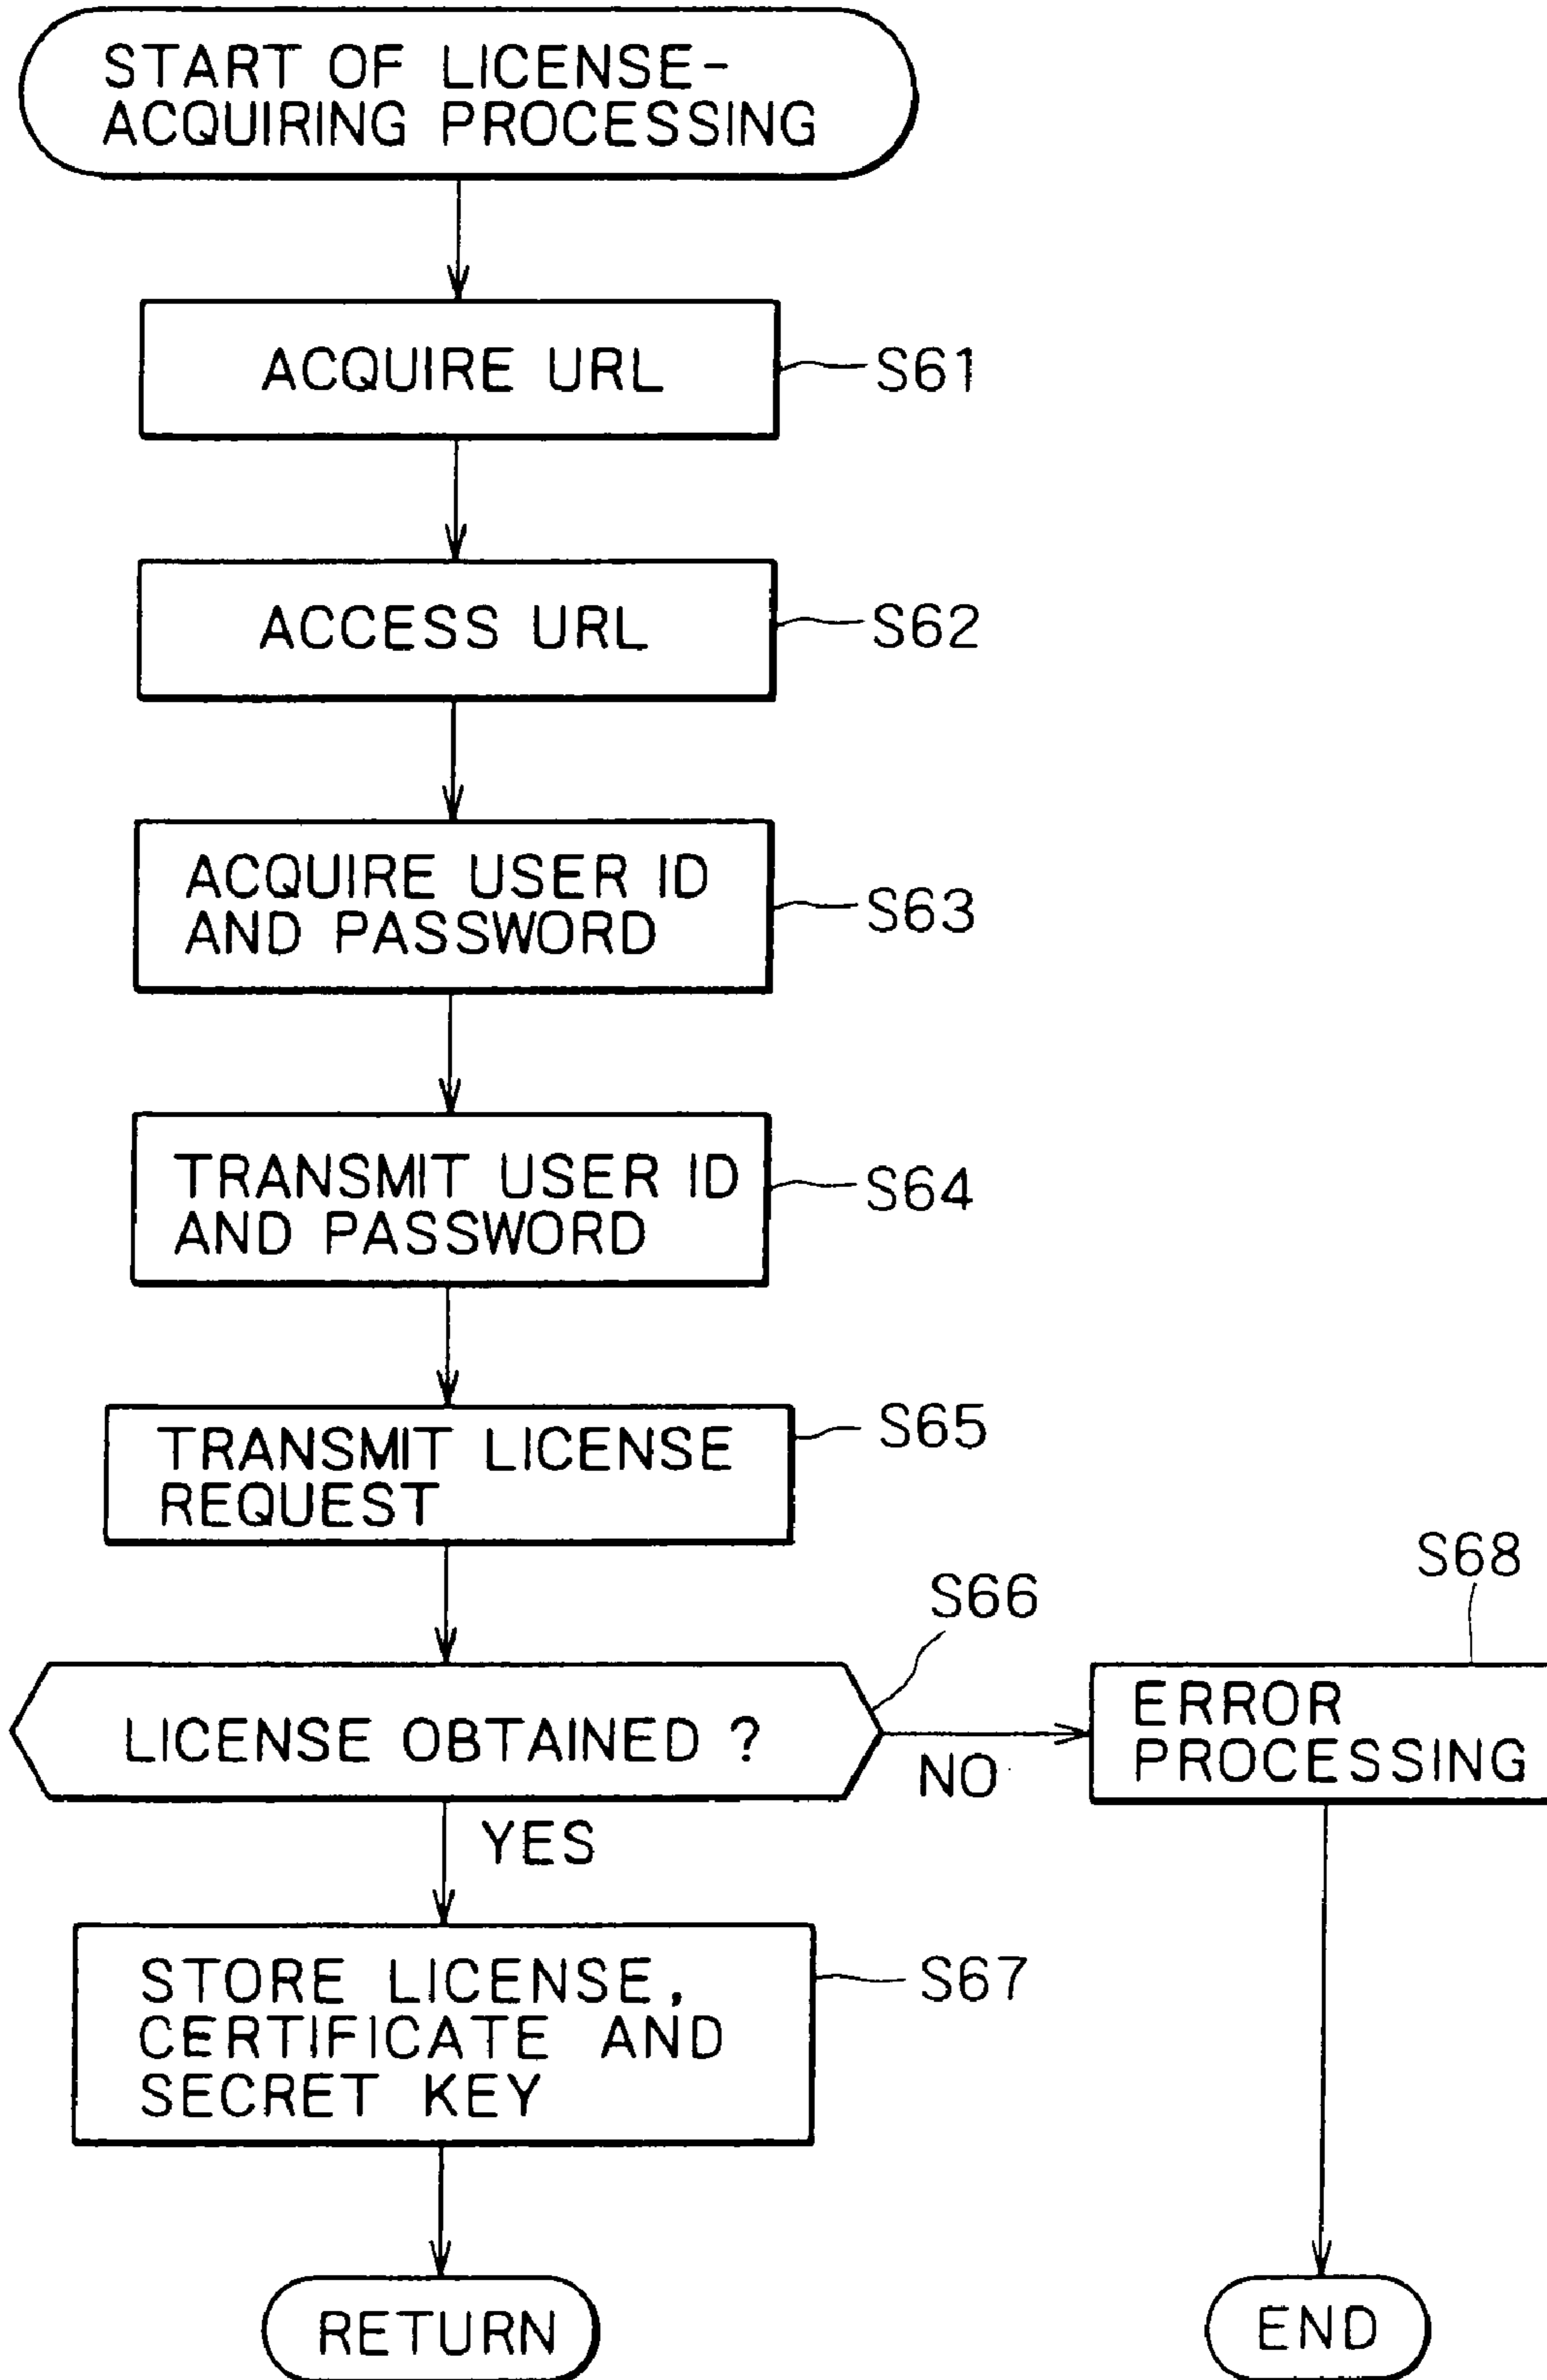 START OF LICENSE-
ACQUIRING PROCESSING
ACQUIRE URL
S61
ACCESS URL
S62
ACQUIRE USER ID
AND PASSWORD
S63
TRANSMIT USER ID
AND PASSWORD
S64
TRANSMIT LICENSE
REQUEST
S65
LICENSE OBTAINED ?
S66
NO
S68
ERROR
PROCESSING
YES
STORE LICENSE,
CERTIFICATE AND
SECRET KEY
S67
RETURN
END